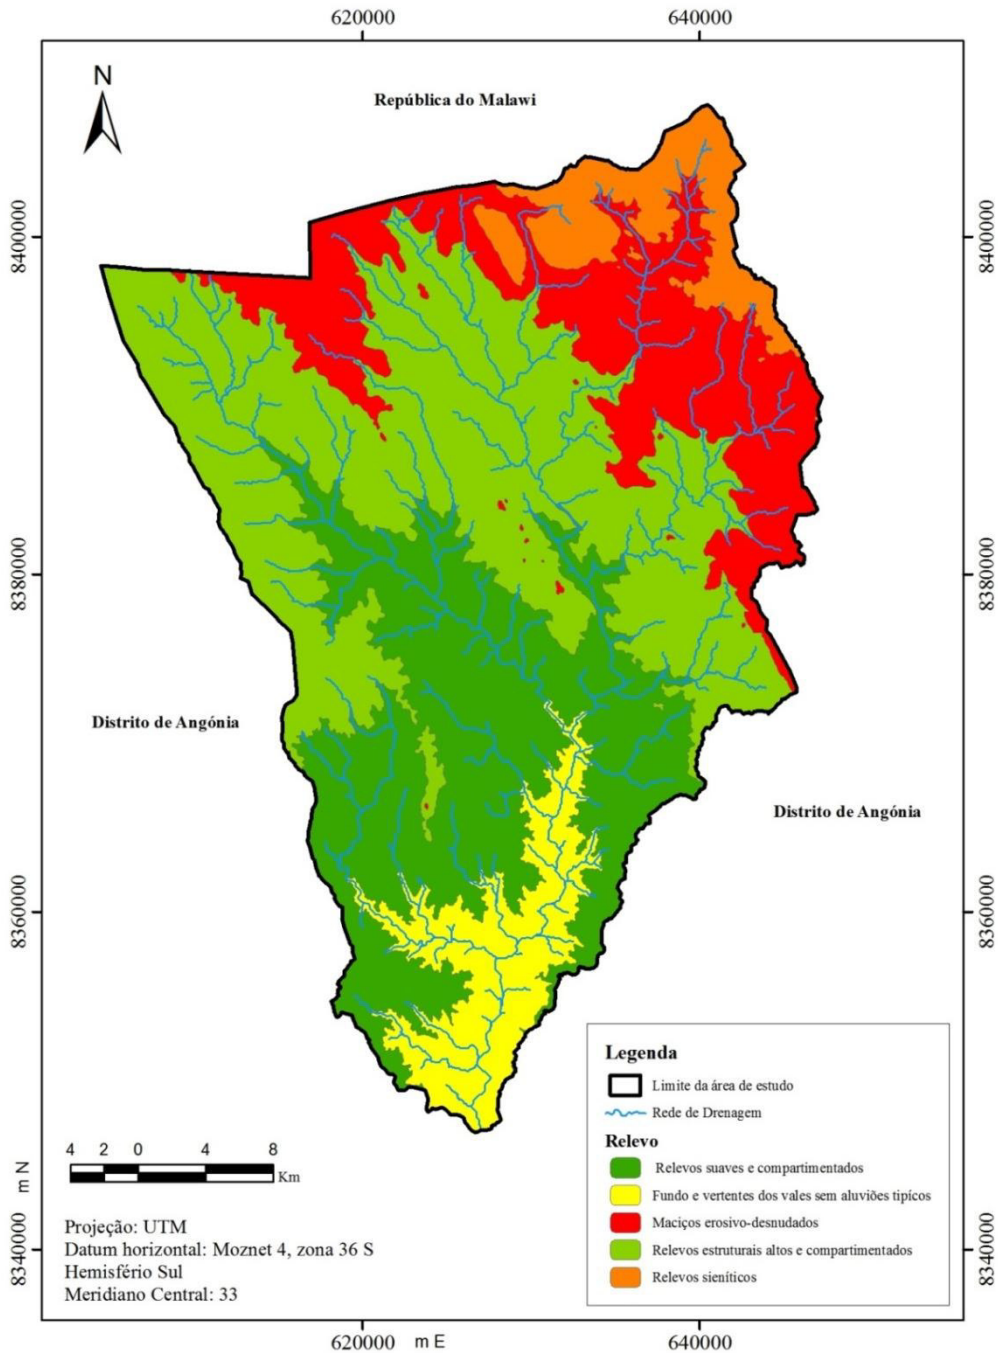 620000
640000
N
República do Malawi
8400000
8400000
8380000
8380000
Distrito de Angónia
Distrito de Angónia
8360000
8360000
Legenda
Limite da área de estudo
Rede de Drenagem
Relevo
Relevos suaves e compartimentados
Fundo e vertentes dos vales sem aluviões tipícos
Maciços erosivo-desnudados
Relevos estruturais altos e compartimentados
Relevos sieníticos
4 2 0 4 8
Km
m N
Projeção: UTM
Datum horizontal: Moznet 4, zona 36 S
Hemisfério Sul
Meridiano Central: 33
8340000
8340000
620000
m E
640000